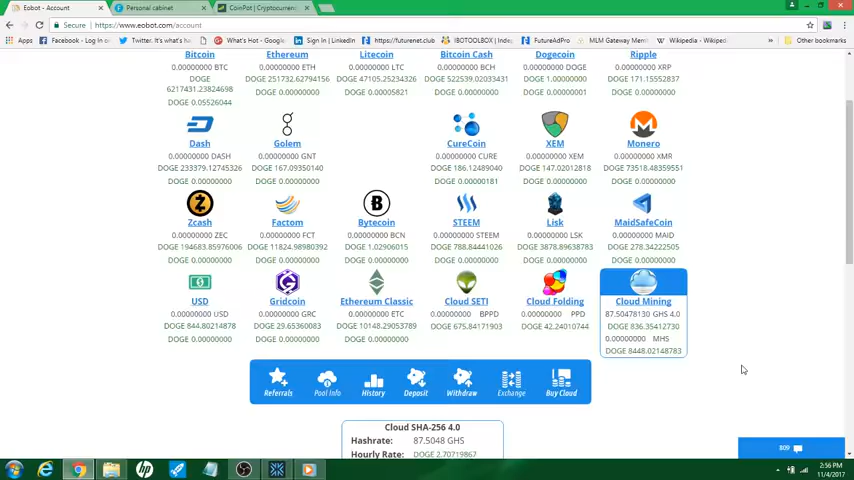 Eobot - Account
Personal cabinet
CoinPot | Cryptocurrenc
Secure
https://www.eobot.com/account
Apps
Facebook - Log In o
Twitter. It's what's ha
What's Hot - Google
Sign In | LinkedIn
https://futurenet.club
IBOTOOLBOX | Indep
FutureAdPro
MLM Gateway Memb
Wikipedia - Wikiped
»
Other bookmarks
Bitcoin Ethereum Litecoin Bitcoin Cash Dogecoin Ripple
0.00000000 BTC 0.00000000 ETH 0.00000000 LTC 0.00000000 BCH 0.00000000 DOGE 0.00000000 XRP
DOGE DOGE 251732.62794156 DOGE 47105.25234326 DOGE 522539.02033431 DOGE 1.00000000 DOGE 171.15552837
6217431.23824698 DOGE 0.00000000 DOGE 0.00005821 DOGE 0.00000000 DOGE 0.00000000 DOGE 0.00000000
DOGE 0.05526044
Dash Golem CureCoin XEM Monero
0.00000000 DASH 0.00000000 GNT 0.00000000 CURE 0.00000000 XEM 0.00000000 XMR
DOGE 233379.12745326 DOGE 167.09350140 DOGE 186.12489040 DOGE 147.02012818 DOGE 73518.48359551
DOGE 0.00000000 DOGE 0.00000000 DOGE 0.00000181 DOGE 0.00000000 DOGE 0.00000000
Zcash Factom Bytecoin STEEM Lisk MaidSafeCoin
0.00000000 ZEC 0.00000000 FCT 0.00000000 BCN 0.00000000 STEEM 0.00000000 LSK 0.00000000 MAID
DOGE 194683.85976006 DOGE 11824.98980392 DOGE 1.02906015 DOGE 788.84441026 DOGE 3878.89638783 DOGE 278.34222505
DOGE 0.00000000 DOGE 0.00000000 DOGE 0.00000000 DOGE 0.00000000 DOGE 0.00000000 DOGE 0.00000000
USD Gridcoin Ethereum Classic Cloud SETI Cloud Folding Cloud Mining
0.00000000 USD 0.00000000 GRC 0.00000000 ETC 0.00000000 BPPD 0.00000000 PPD 87.50478130 GHS 4.0
DOGE 844.80214878 DOGE 29.65360083 DOGE 10148.29053789 DOGE 675.84171903 DOGE 42.24010744 DOGE 836.35412730
DOGE 0.00000000 DOGE 0.00000000 DOGE 0.00000000 0.00000000 MHS
DOGE 8448.02148783
Referrals Pool Info History Deposit Withdraw Exchange Buy Cloud
Cloud SHA-256 4.0
Hashrate: 87.5048 GHS
Hourly Rate: DOGE 2.70719867
809
2:56 PM
11/4/2017